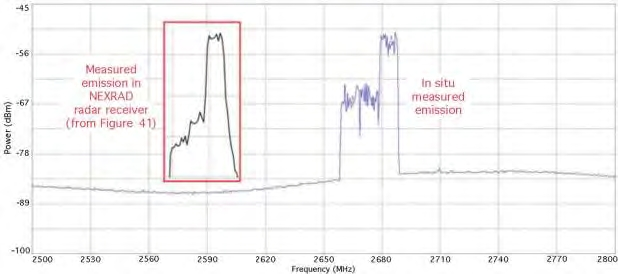 -45
-56
-67
-78
-89
-100
Power (dBm)
Measured
emission in
NEXRAD
radar receiver
(from Figure 41)
In situ
measured
emission
2500 2530 2560 2590 2620 2650 2680 2710 2740 2770 2800
Frequency (MHz)